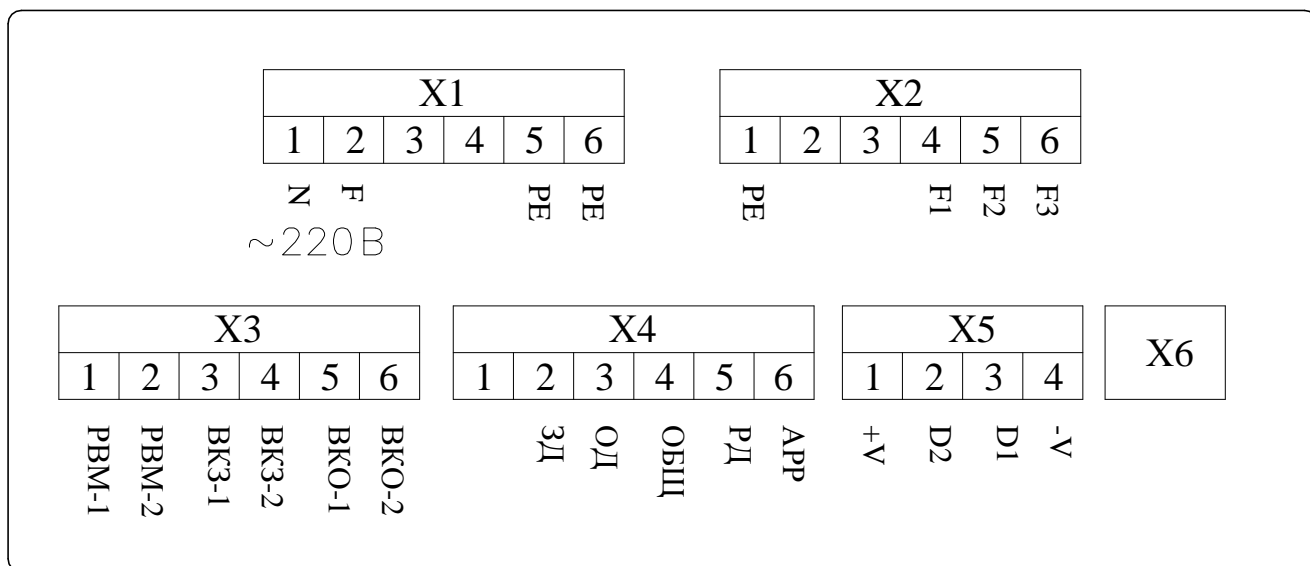 X1 X2
1 2 3 4 5 6 1 2 3 4 5 6
N F PE PE PE F1 F2 F3
~220В
X3 X4 X5 X6
1 2 3 4 5 6 1 2 3 4 5 6 1 2 3 4
РВМ-1 РВМ-2 ВКЗ-1 ВКЗ-2 ВКО-1 ВКО-2 ЗД ОД ОБЩ РД АРР +V D2 D1 -V